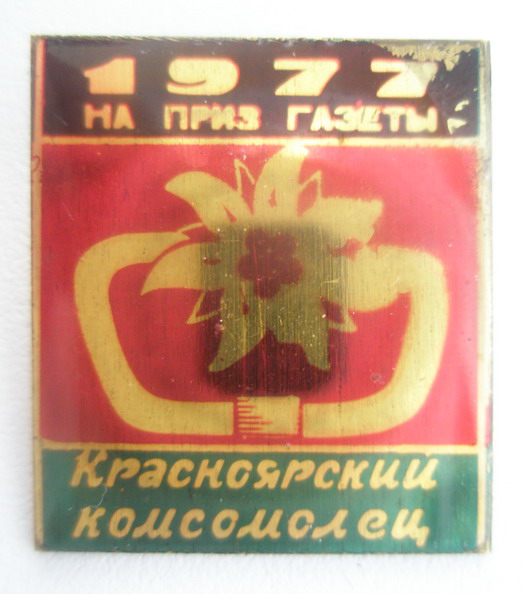 1977
НА ПРИЗ ГАЗЕТЫ
Красноярский
комсомолец